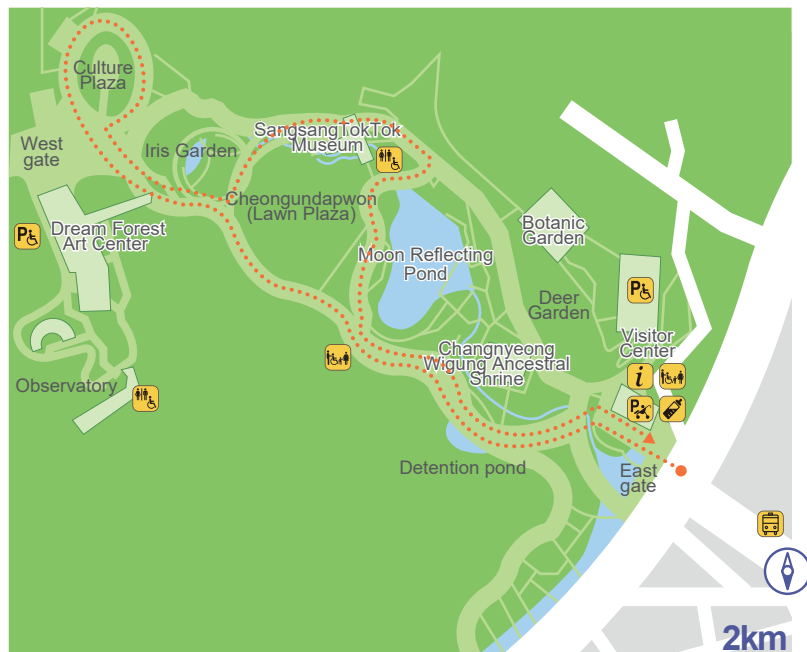 Culture
Plaza
West
gate
Iris Garden
SangsangTokTok
Museum
Cheongundapwon
(Lawn Plaza)
Dream Forest
Art Center
P
Moon Reflecting
Pond
Botanic
Garden
P
Deer
Garden
Visitor
Center
i
P
Changnyeong
Wigung Ancestral
Shrine
Observatory
Detention pond
East
gate
2km